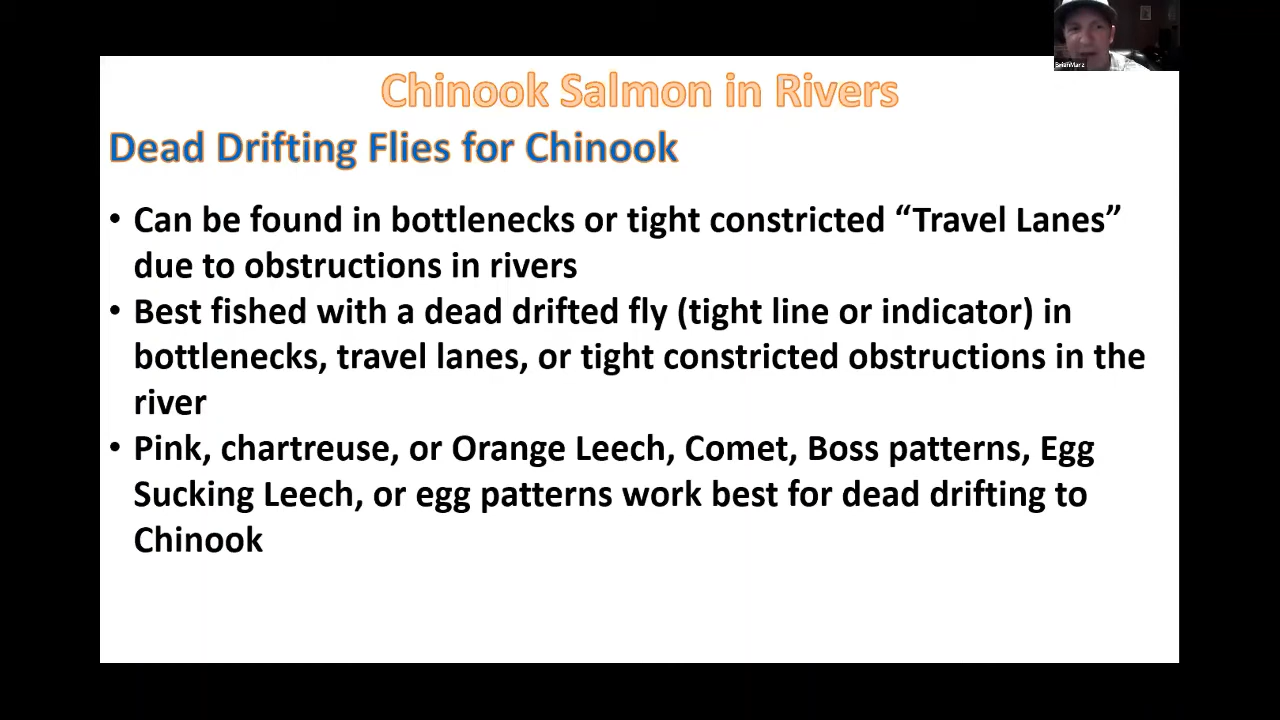 BrianMarz
Chinook Salmon in Rivers
Dead Drifting Flies for Chinook
• Can be found in bottlenecks or tight constricted “Travel Lanes”
due to obstructions in rivers
• Best fished with a dead drifted fly (tight line or indicator) in
bottlenecks, travel lanes, or tight constricted obstructions in the
river
• Pink, chartreuse, or Orange Leech, Comet, Boss patterns, Egg
Sucking Leech, or egg patterns work best for dead drifting to
Chinook